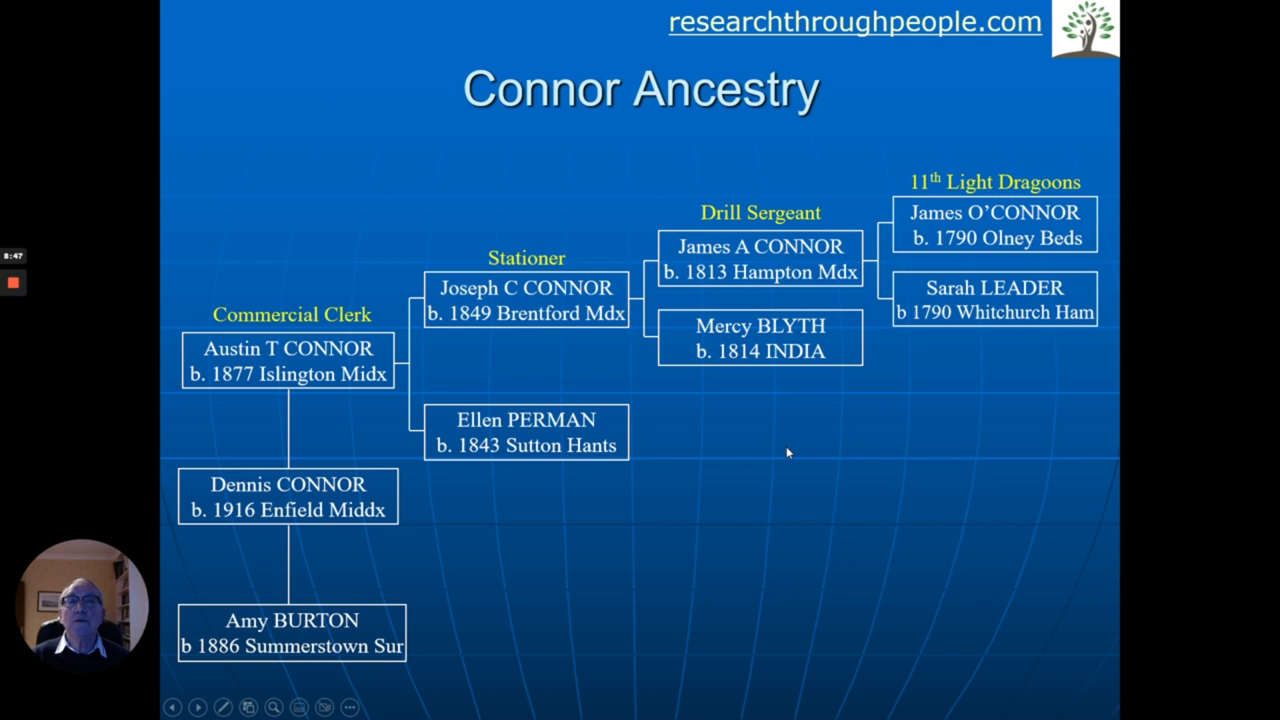 researchthroughpeople.com
Connor Ancestry
11th Light Dragoons
James O’CONNOR
b. 1790 Olney Beds
Drill Sergeant
James A CONNOR
b. 1813 Hampton Mdx
Sarah LEADER
b 1790 Whitchurch Ham
Stationer
Joseph C CONNOR
b. 1849 Brentford Mdx
Mercy BLYTH
b. 1814 INDIA
Commercial Clerk
Austin T CONNOR
b. 1877 Islington Midx
Ellen PERMAN
b. 1843 Sutton Hants
Dennis CONNOR
b. 1916 Enfield Middx
Amy BURTON
b 1886 Summerstown Sur
8:47